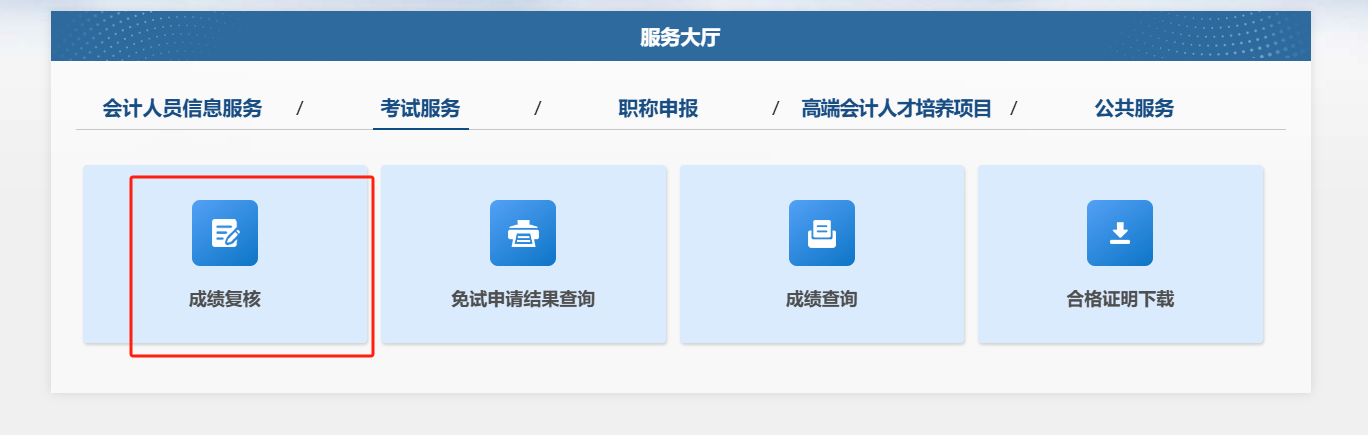 服务大厅
会计人员信息服务 / 考试服务 / 职称申报 / 高端会计人才培养项目 / 公共服务
成绩复核 免试申请结果查询 成绩查询 合格证明下载